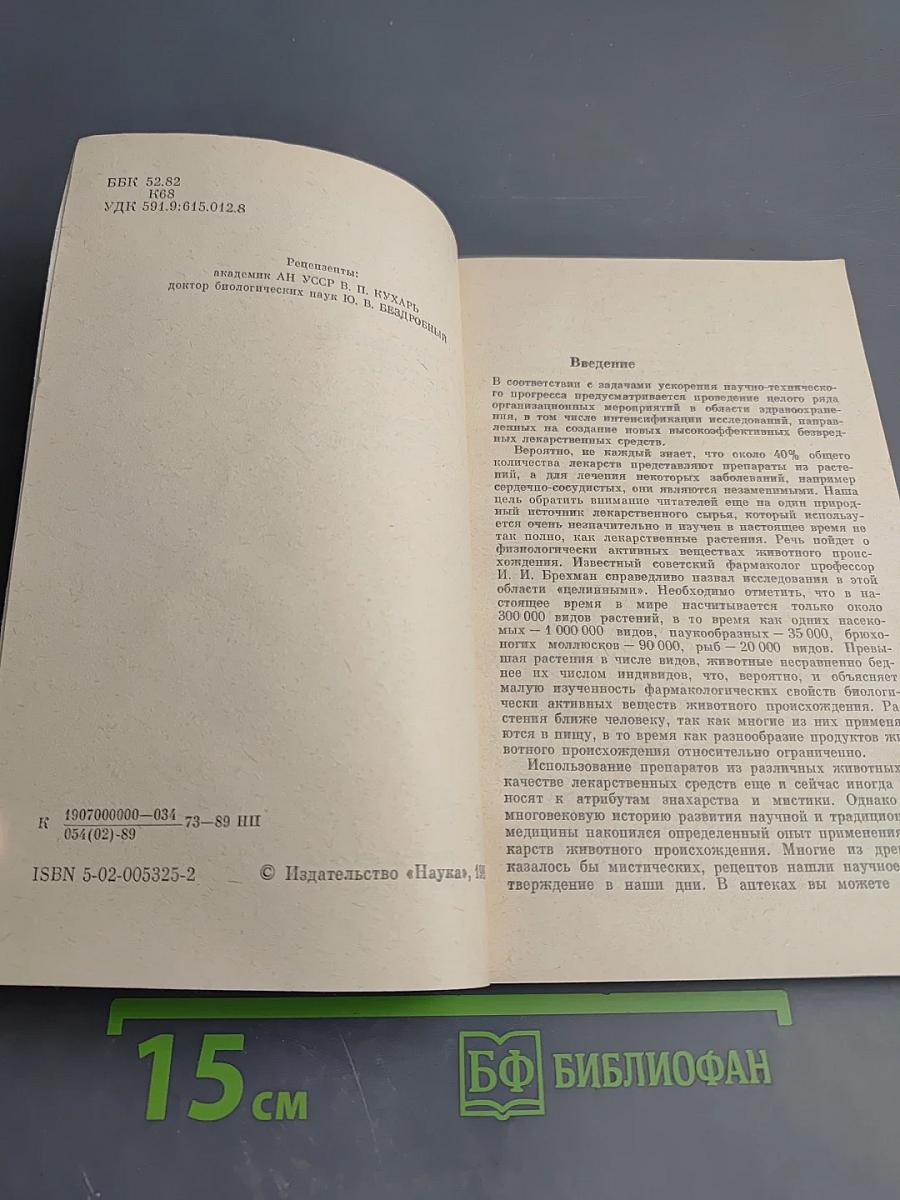 ББК 52.82
К68
УДК 591.9:615.012.8
Рецензенты:
академик АН УССР В. П. КУХАРЬ
доктор биологических наук Ю. В. БЕЗДРОБНЫЙ
К 1907000000—034
054(02)-89
73—89 НП
ISBN 5-02-005325-2
© Издательство «Наука»,
Введение
В соответствии с задачами ускорения научно-техническо-
го прогресса предусматривается проведение целого ряда
организационных мероприятий в области здравоохране-
ния, в том числе интенсификации исследований, направ-
ленных на создание новых высокоэффективных безвред-
ных лекарственных средств.
Вероятно, не каждый знает, что около 40% общего
количества лекарств представляют препараты из расте-
ний, а для лечения некоторых заболеваний, например
сердечно-сосудистых, они являются незаменимыми. Наша
цель обратить внимание читателей еще на один природ-
ный источник лекарственного сырья, который использу-
ется очень незначительно и изучен в настоящее время не
так полно, как лекарственные растения. Речь пойдет о
физиологически активных веществах животного проис-
хождения. Известный советский фармаколог профессор
И. И. Брехман справедливо назвал исследования в этой
области «целинными». Необходимо отметить, что в на-
стоящее время в мире насчитывается только около
300 000 видов растений, в то время как одних насеко-
мых — 1 000 000 видов, паукообразных — 35 000, брюхо-
ногих моллюсков — 90 000, рыб — 20 000 видов. Превы-
шая растения в числе видов, животные несравненно бед-
нее их числом индивидов, что, вероятно, и объясняет
малую изученность фармакологических свойств биологи-
чески активных веществ животного происхождения. Ра
стения ближе человеку, так как многие из них применя
ются в пищу, в то время как разнообразие продуктов жи
вотного происхождения относительно ограниченно.
Использование препаратов из различных животных
качестве лекарственных средств еще и сейчас иногда
носят к атрибутам знахарства и мистики. Однако
многовековую историю развития научной и традицион
медицины накопился определенный опыт применения
карств животного происхождения. Многие из древ
казалось бы мистических, рецептов нашли научное
тверждение в наши дни. В аптеках вы можете
15 см
БФ БИБЛИОФАН